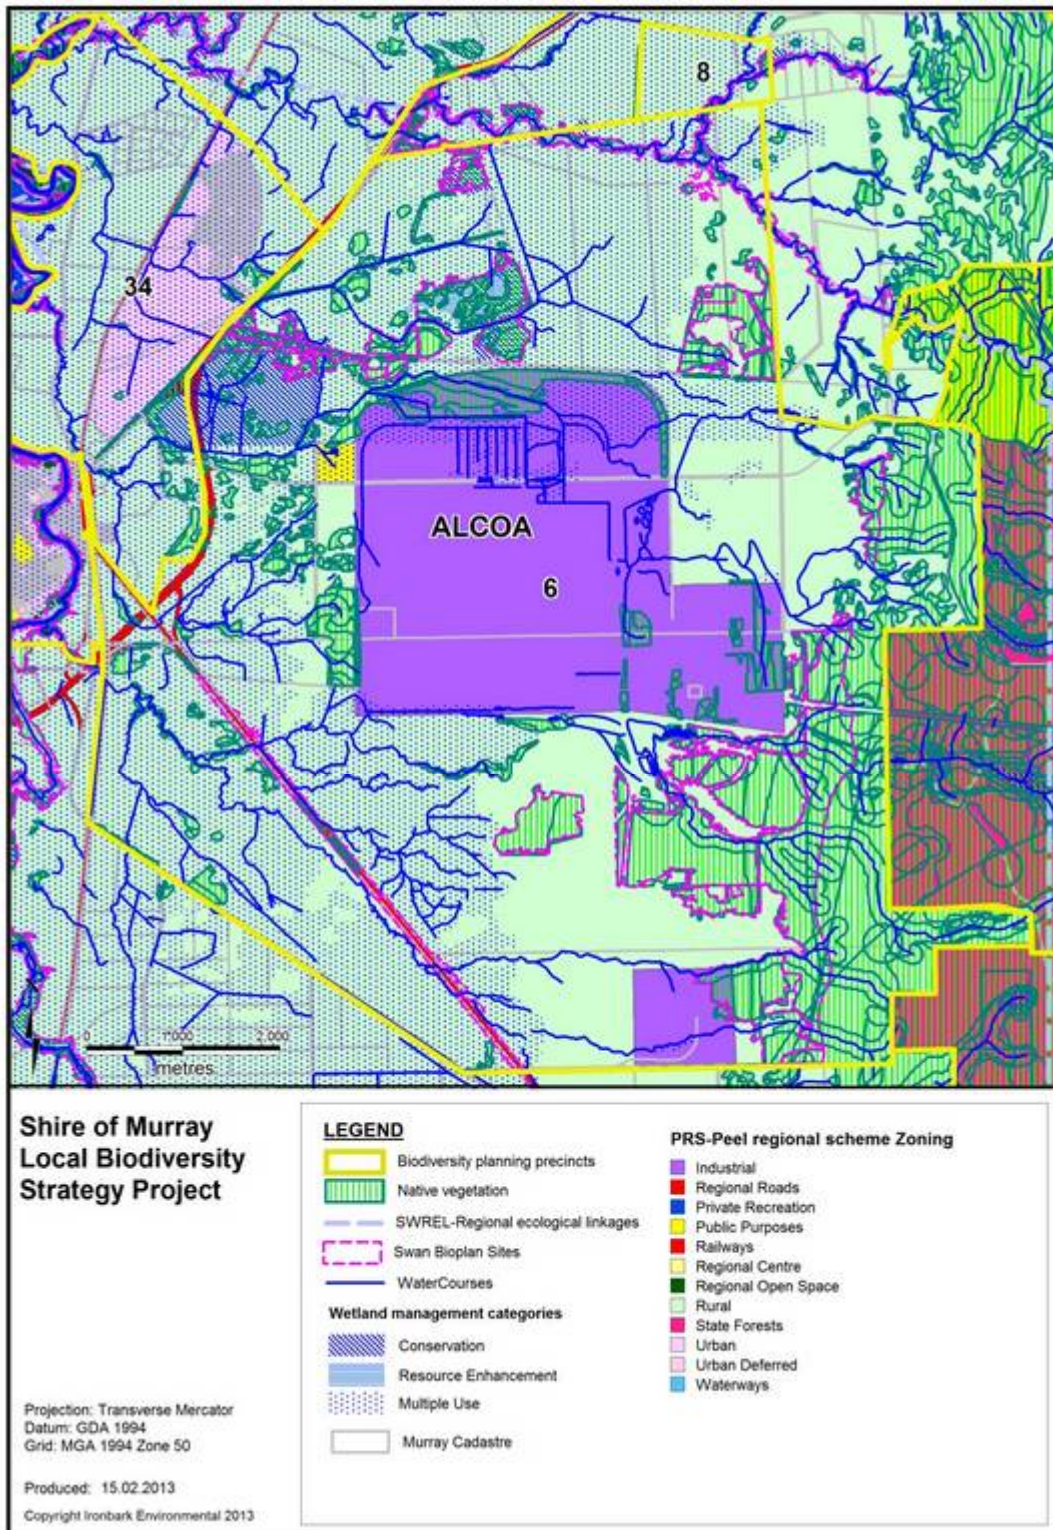 8
34
ALCOA
6
0 1'000 2,000
metres
Shire of Murray
Local Biodiversity
Strategy Project
Projection: Transverse Mercator
Datum: GDA 1994
Grid: MGA 1994 Zone 50
Produced: 15.02.2013
Copyright Ironbark Environmental 2013
LEGEND
Biodiversity planning precincts
Native vegetation
SWREL-Regional ecological linkages
Swan Bioplan Sites
WaterCourses
Wetland management categories
Conservation
Resource Enhancement
Multiple Use
Murray Cadastre
PRS-Peel regional scheme Zoning
Industrial
Regional Roads
Private Recreation
Public Purposes
Railways
Regional Centre
Regional Open Space
Rural
State Forests
Urban
Urban Deferred
Waterways